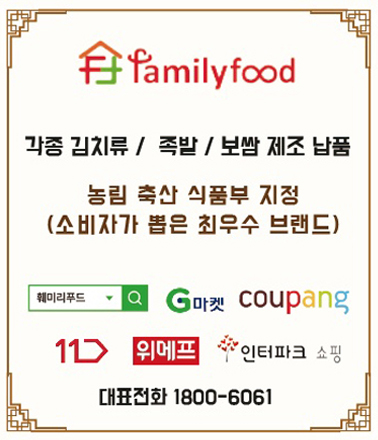 familyfood
각종 김치류 / 족발 / 보쌈 제조 납품
농림 축산 식품부 지정
(소비자가 뽑은 최우수 브랜드)
훼미리푸드
G마켓
coupang
11
위메프
인터파크 쇼핑
대표전화 1800-6061